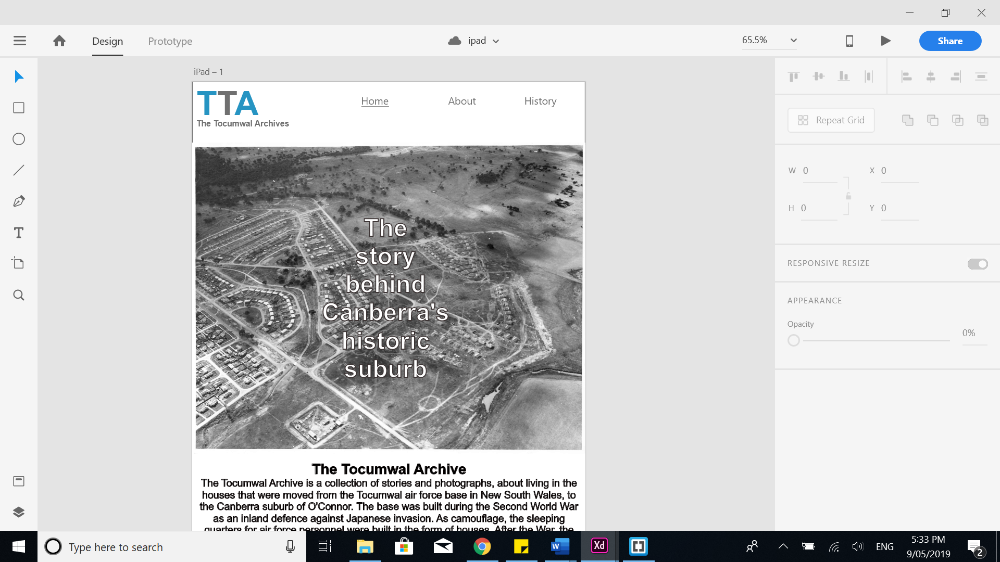 Design
Prototype
ipad
65.5%
Share
iPad – 1
TTA
The Tocumwal Archives
Home
About
History
The
story
behind
Canberra's
historic
suburb
The Tocumwal Archive
The Tocumwal Archive is a collection of stories and photographs, about living in the
houses that were moved from the Tocumwal air force base in New South Wales, to
the Canberra suburb of O'Connor. The base was built during the Second World War
as an inland defence against Japanese invasion. As camouflage, the sleeping
quarters for air force personnel were built in the form of houses. After the War, the
T
Repeat Grid
W 0
X 0
H 0
Y 0
RESPONSIVE RESIZE
APPEARANCE
Opacity
0%
Type here to search
W
Xd
ENG
5:33 PM
9/05/2019
2